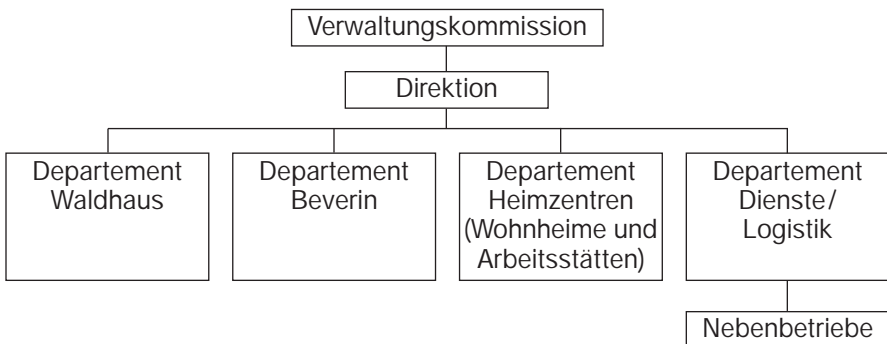 Verwaltungskommission
Direktion
Departement
Waldhaus
Departement
Beverin
Departement
Heimzentren
(Wohnheime und
Arbeitsstätten)
Departement
Dienste/
Logistik
Nebenbetriebe